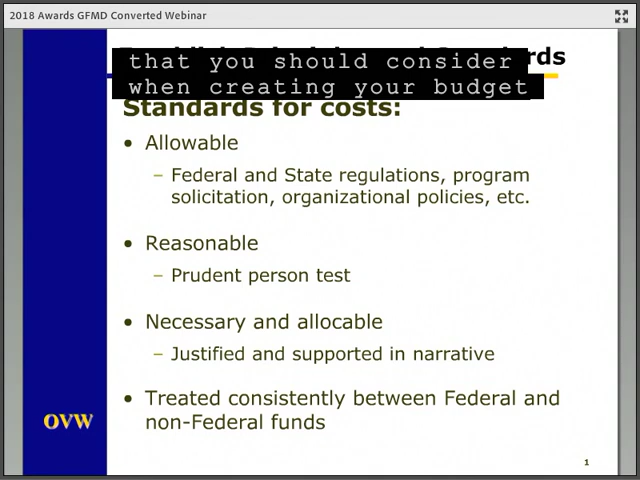 2018 Awards GFMD Converted Webinar
that you should consider
when creating your budget
Standards for costs:
• Allowable
– Federal and State regulations, program
solicitation, organizational policies, etc.
• Reasonable
– Prudent person test
• Necessary and allocable
– Justified and supported in narrative
• Treated consistently between Federal and
non-Federal funds
OVW
1